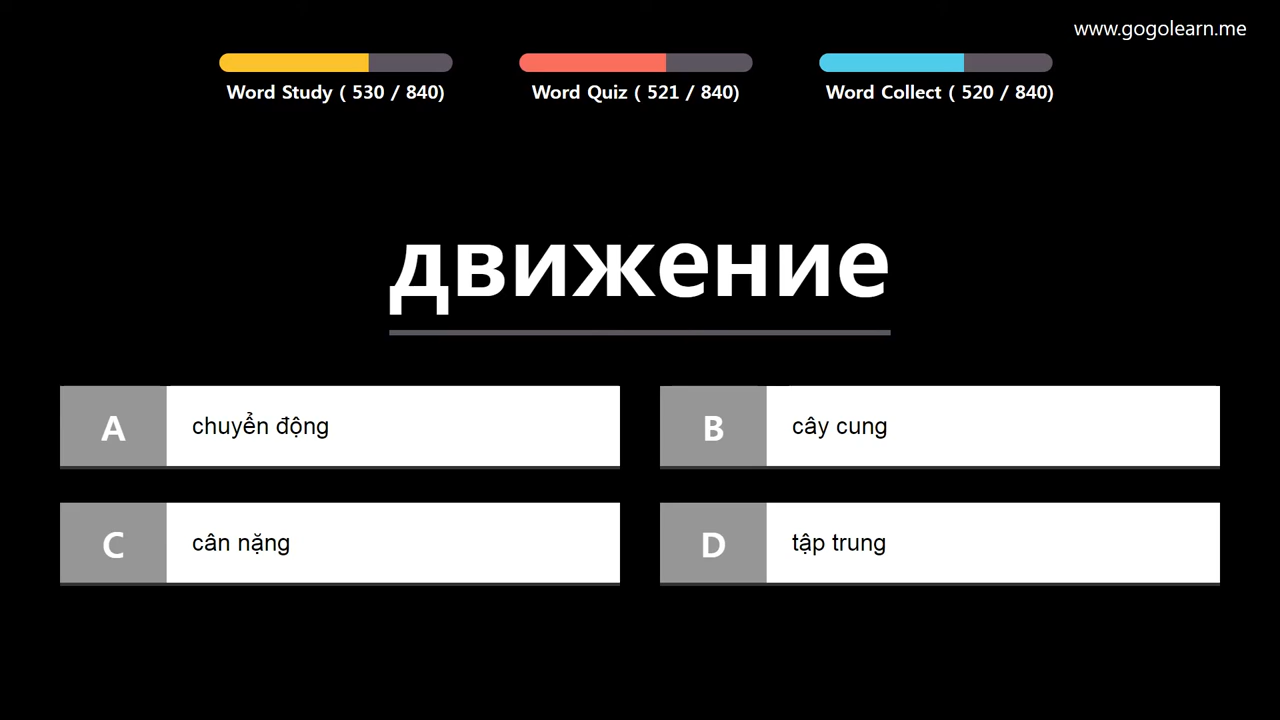 www.gogolearn.me
Word Study ( 530 / 840)
Word Quiz ( 521 / 840)
Word Collect ( 520 / 840)
движение
A chuyển động
B cây cung
C cân nặng
D tập trung